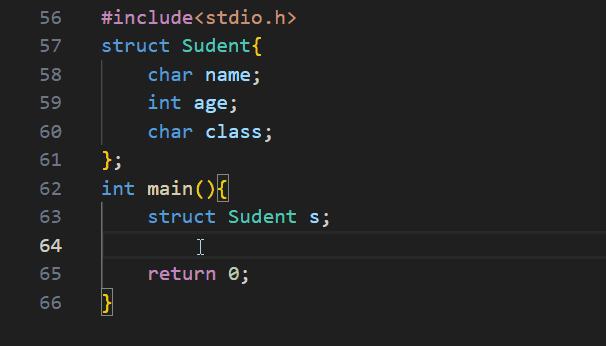 56 #include<stdio.h>
57 struct Sudent{
58     char name;
59     int age;
60     char class;
61 };
62 int main(){
63     struct Sudent s;
64
65     return 0;
66 }